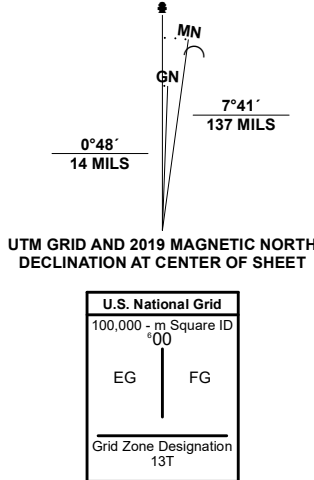 MN
GN
7°41´
137 MILS
0°48´
14 MILS
UTM GRID AND 2019 MAGNETIC NORTH
DECLINATION AT CENTER OF SHEET
U.S. National Grid
100,000 - m Square ID
⁶00
EG FG
Grid Zone Designation
13T